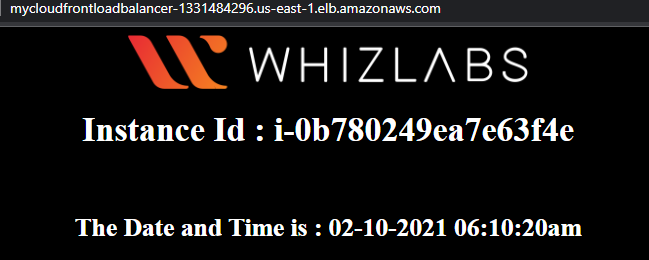 mycloudfrontloadbalancer-1331484296.us-east-1.elb.amazonaws.com
WHIZLABS
Instance Id : i-0b780249ea7e63f4e
The Date and Time is : 02-10-2021 06:10:20am